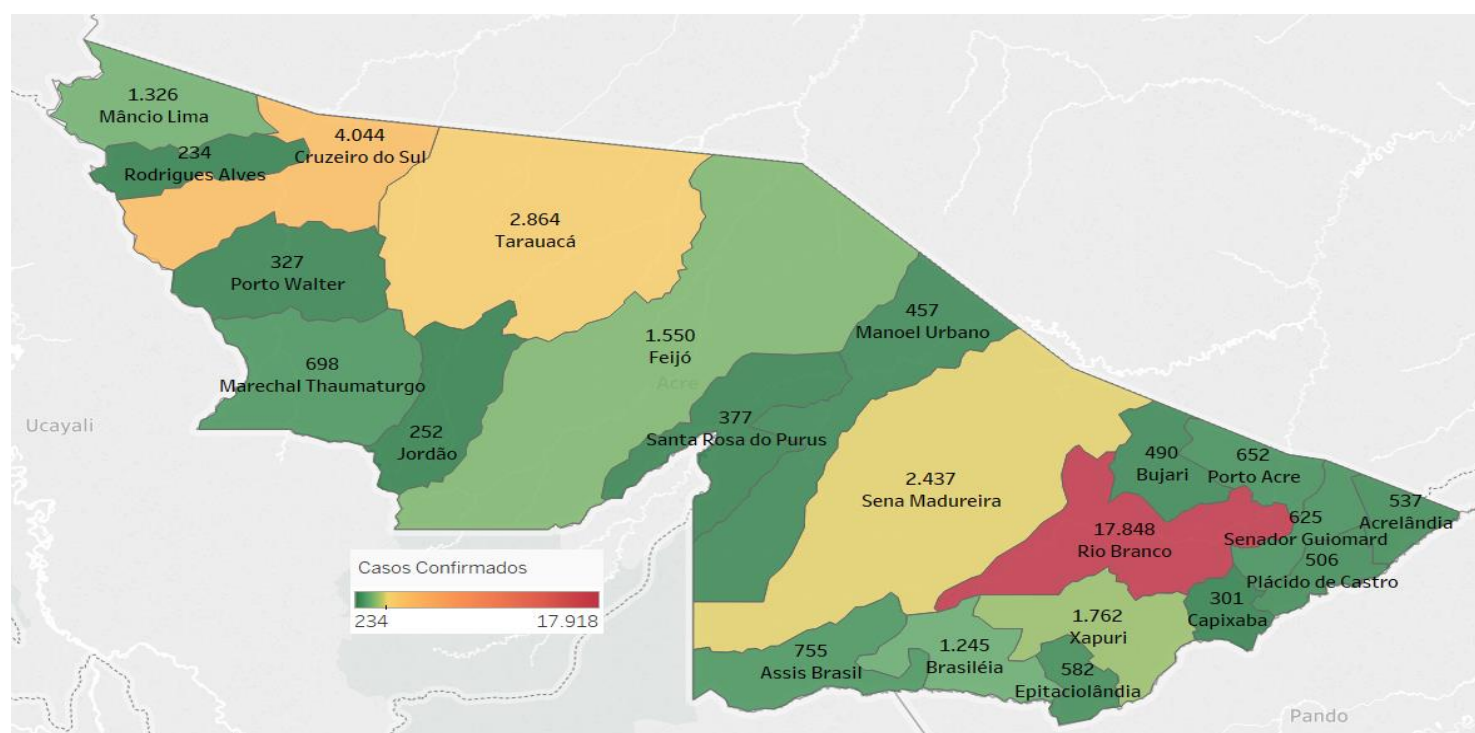 1.326
Mâncio Lima
4.044
Cruzeiro do Sul
234
Rodrigues Alves
2.864
Tarauacá
327
Porto Walter
457
Manoel Urbano
1.550
Feijó
Acre
698
Marechal Thaumaturgo
252
Jordão
377
Santa Rosa do Purus
Ucayali
2.437
Sena Madureira
490
Bujari
652
Porto Acre
537
Acrelândia
625
Senador Guiomard
17.848
Rio Branco
506
Plácido de Castro
301
Capixaba
1.762
Xapuri
1.245
Brasiléia
755
Assis Brasil
582
Epitaciolândia
Casos Confirmados
234 17.918
Pando